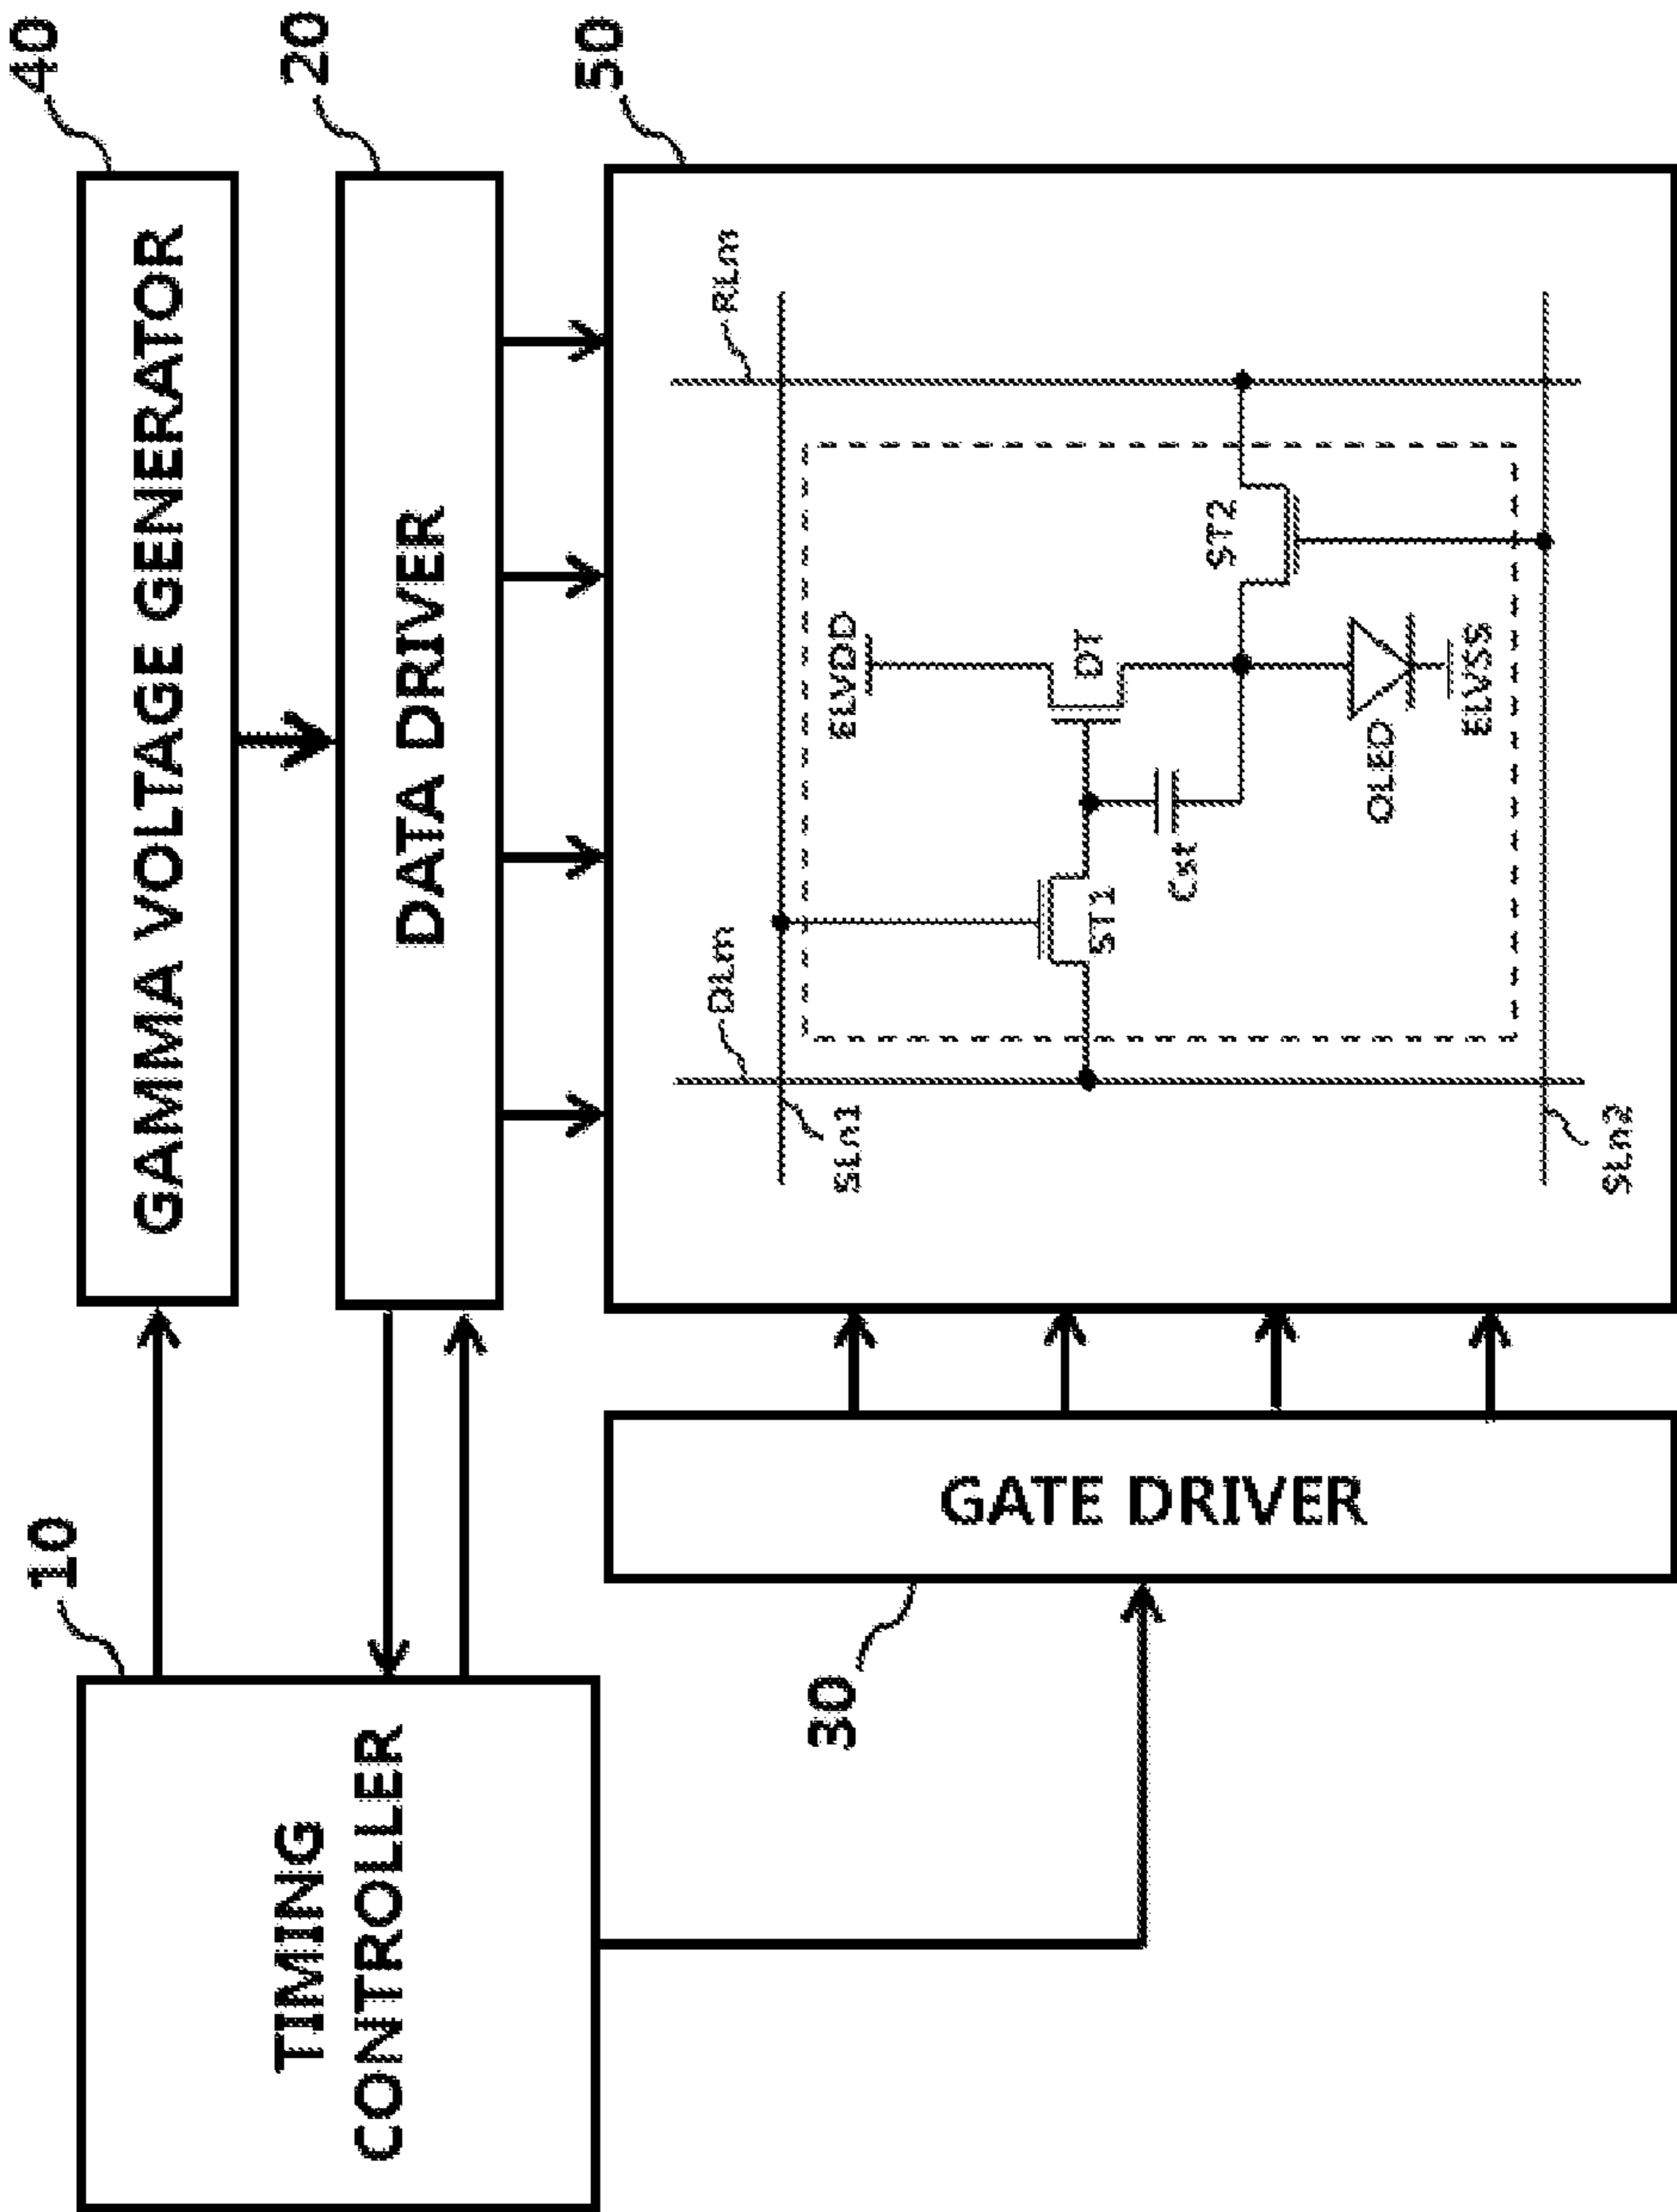 40
GAMMA VOLTAGE GENERATOR
10
TIMING
CONTROLLER
20
DATA DRIVER
50
DLm
RLm
SLn1
ELVDD
ST1
DT
ST2
Cst
OLED
ELVSS
SLn2
GATE DRIVER
30